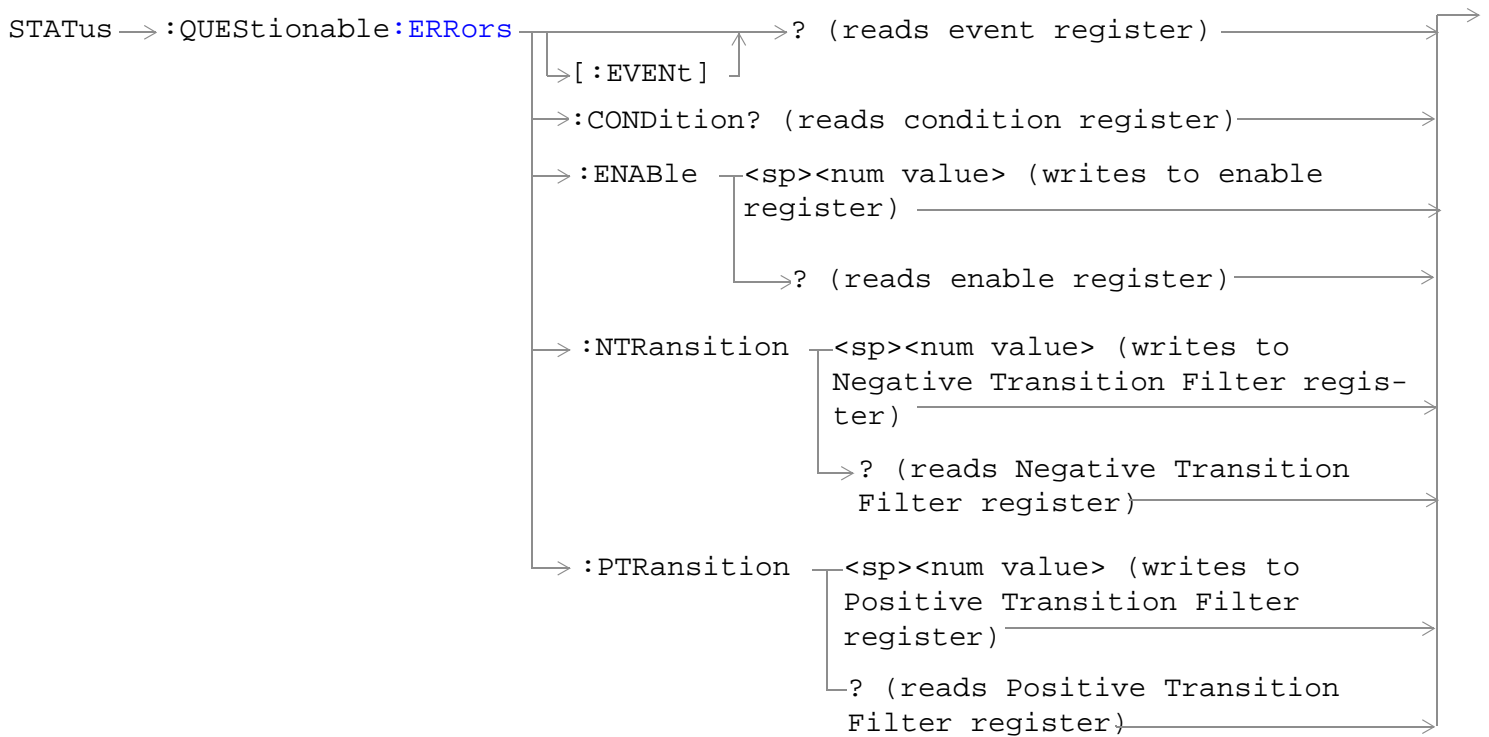 STATus :QUEStionable:ERRors ? (reads event register)
[:EVENt]
:CONDition? (reads condition register)
:ENABle <sp><num value> (writes to enable
register)
? (reads enable register)
:NTRansition <sp><num value> (writes to
Negative Transition Filter regis-
ter)
? (reads Negative Transition
Filter register)
:PTRansition <sp><num value> (writes to
Positive Transition Filter
register)
? (reads Positive Transition
Filter register)